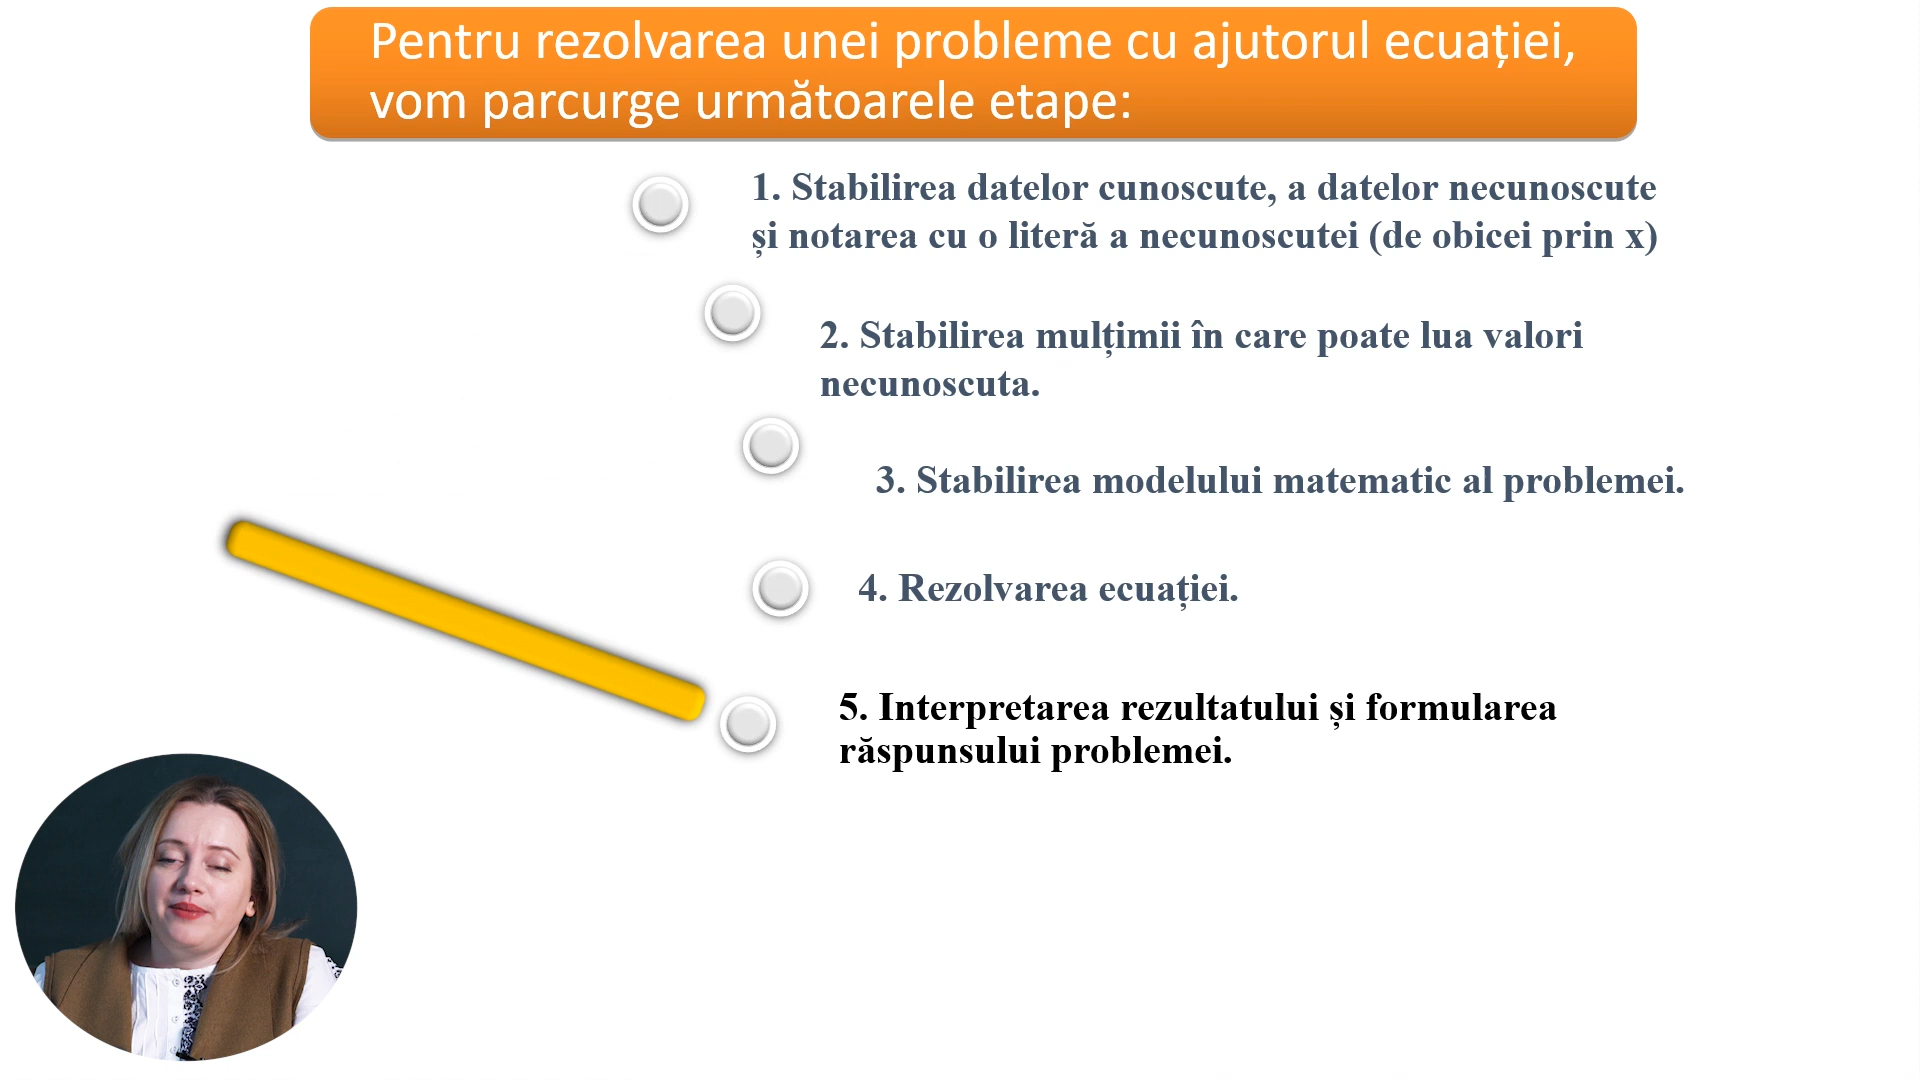 Pentru rezolvarea unei probleme cu ajutorul ecuației,
vom parcurge următoarele etape:
1. Stabilirea datelor cunoscute, a datelor necunoscute
și notarea cu o literă a necunoscutei (de obicei prin x)
2. Stabilirea mulțimii în care poate lua valori
necunoscuta.
3. Stabilirea modelului matematic al problemei.
4. Rezolvarea ecuației.
5. Interpretarea rezultatului și formularea
răspunsului problemei.